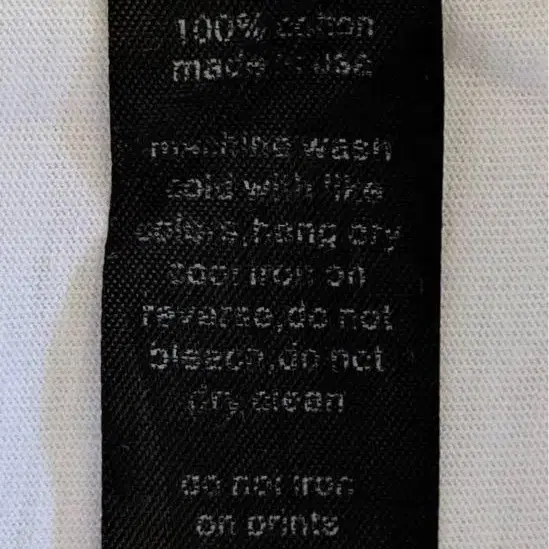 100% cotton
made in usa
machine wash
cold with like
colors,hang dry
cool iron on
reverse,do not
bleach,do not
dry clean
do not iron
on prints